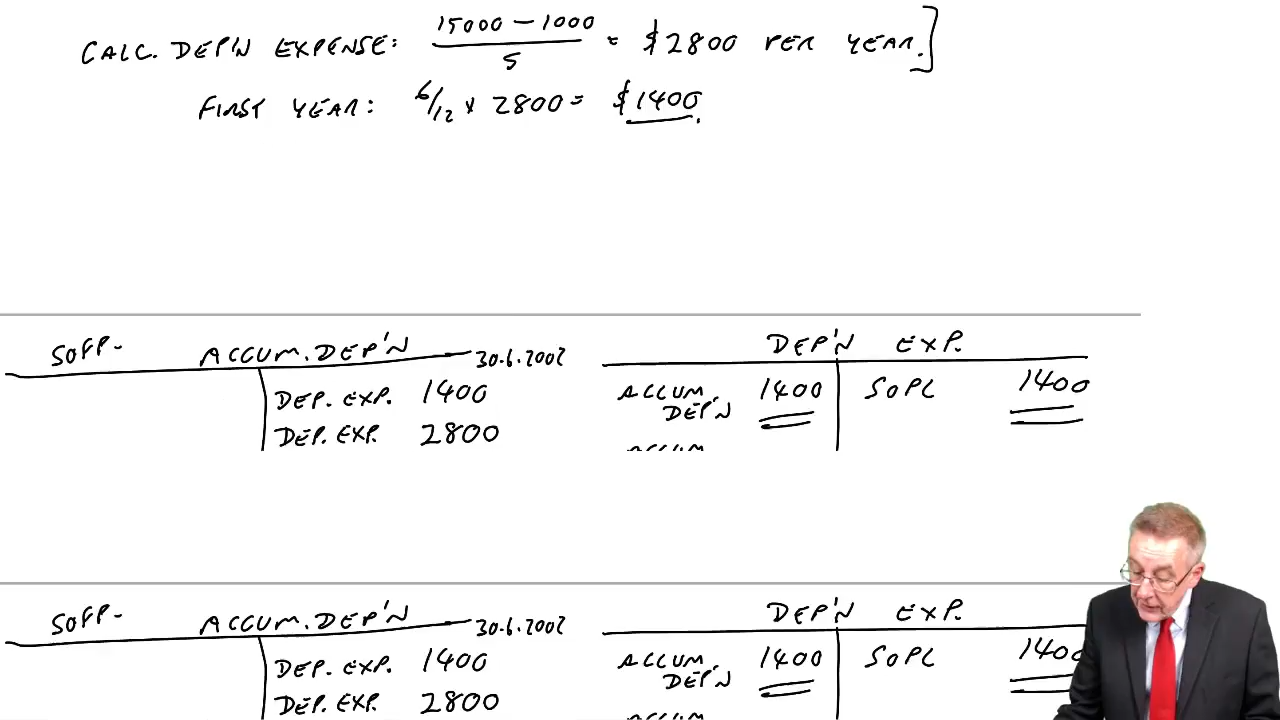 CALC. DEP'N EXPENSE: 15000 - 1000 / 5 = $2800 PER YEAR.]
FIRST YEAR: 6/12 × 2800 = $1400.
SOFP- ACCUM. DEP'N 30.6.2002
DEP. EXP. 1400
DEP. EXP. 2800
DEP'N EXP.
ACCUM. DEP'N 1400 SOPL 1400
ACCUM
SOFP- ACCUM. DEP'N 30.6.2002
DEP. EXP. 1400
DEP. EXP. 2800
DEP'N EXP.
ACCUM. DEP'N 1400 SOPL 1400